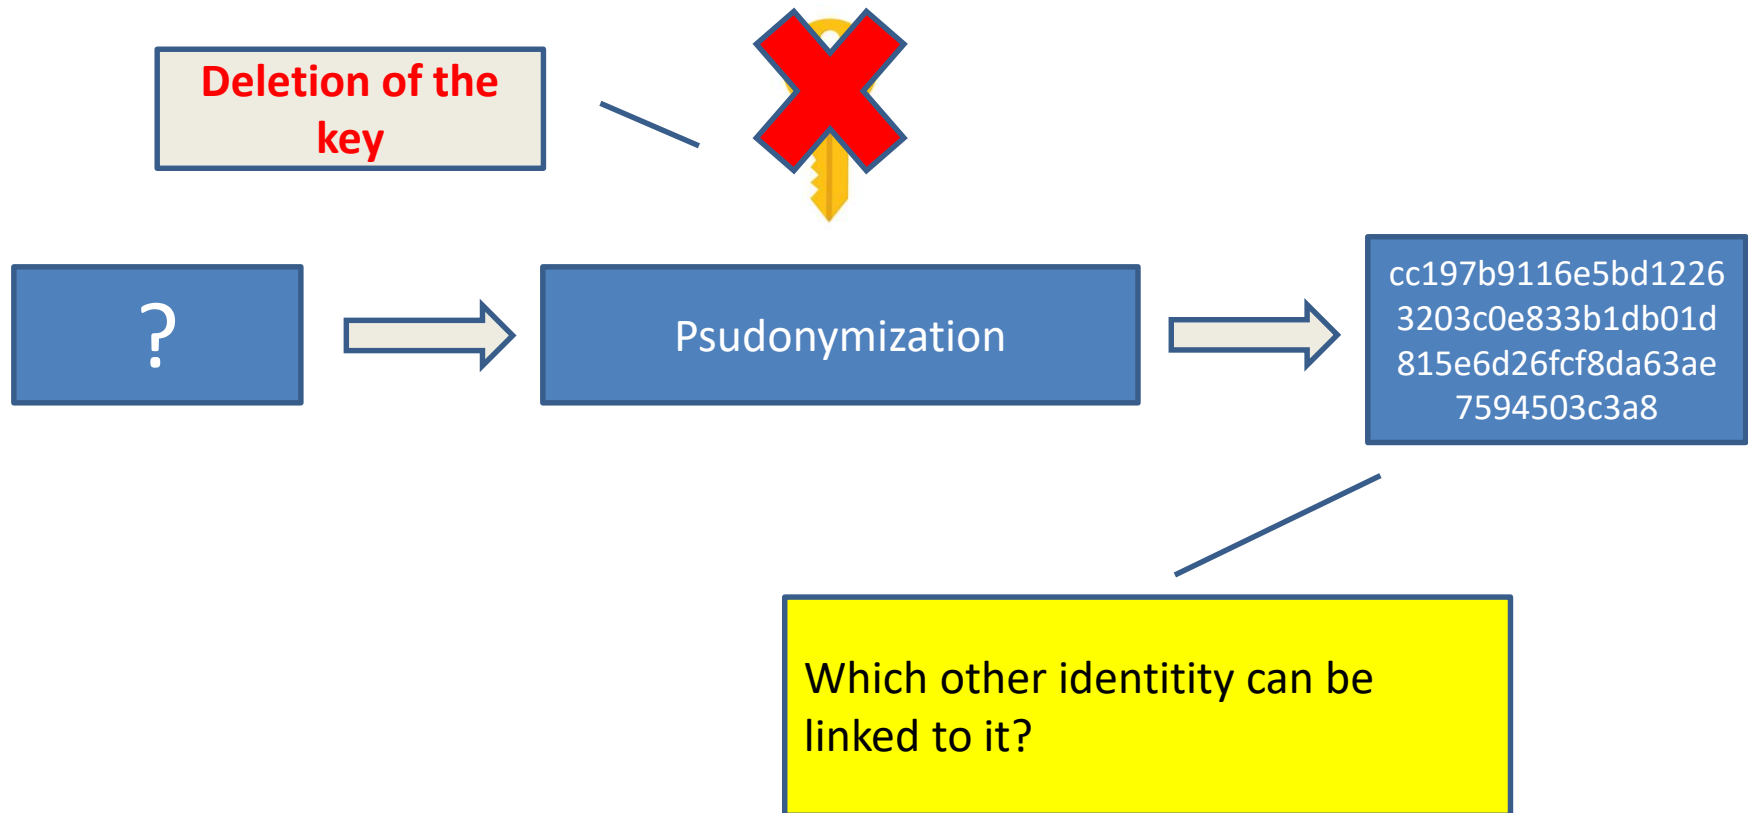 Deletion of the
key
?
Psudonymization
cc197b9116e5bd1226
3203c0e833b1db01d
815e6d26fcf8da63ae
7594503c3a8
Which other identitity can be
linked to it?